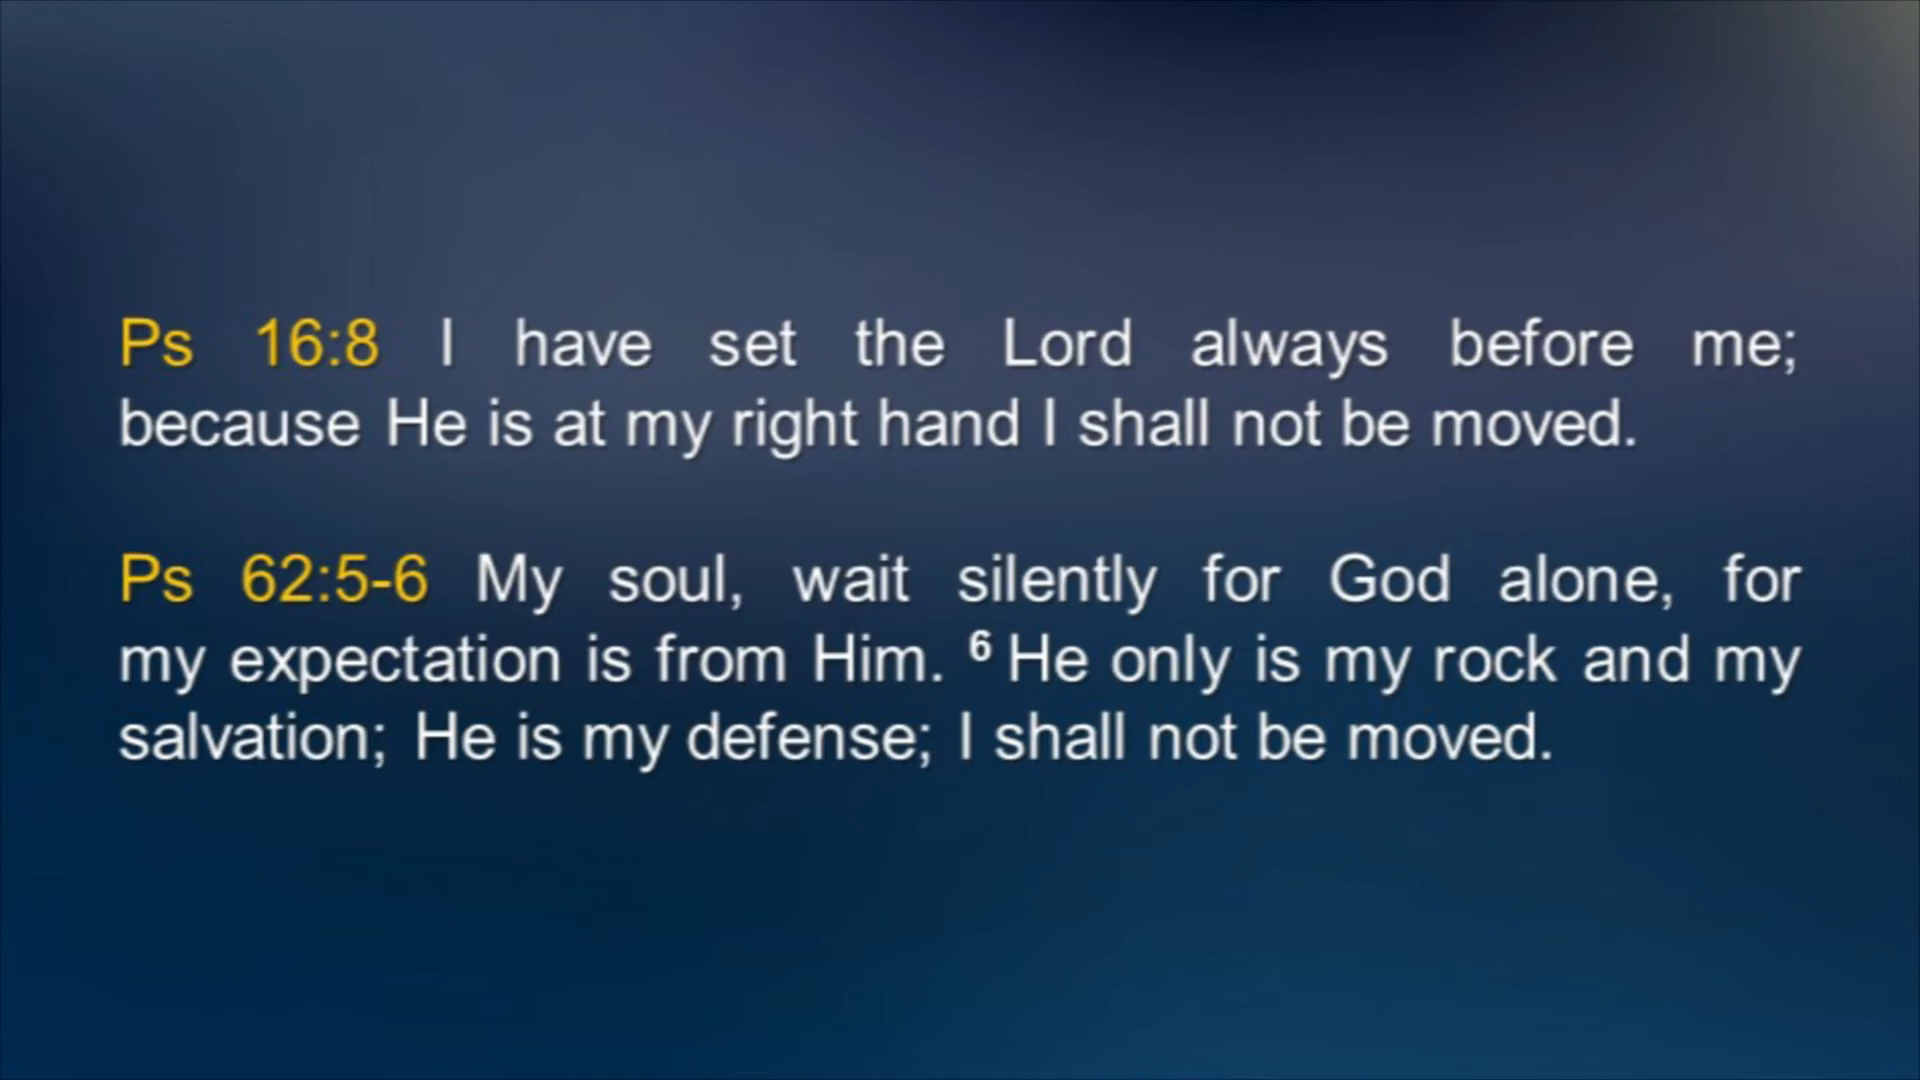 Ps 16:8 I have set the Lord always before me;
because He is at my right hand I shall not be moved.
Ps 62:5-6 My soul, wait silently for God alone, for
my expectation is from Him. 6 He only is my rock and my
salvation; He is my defense; I shall not be moved.